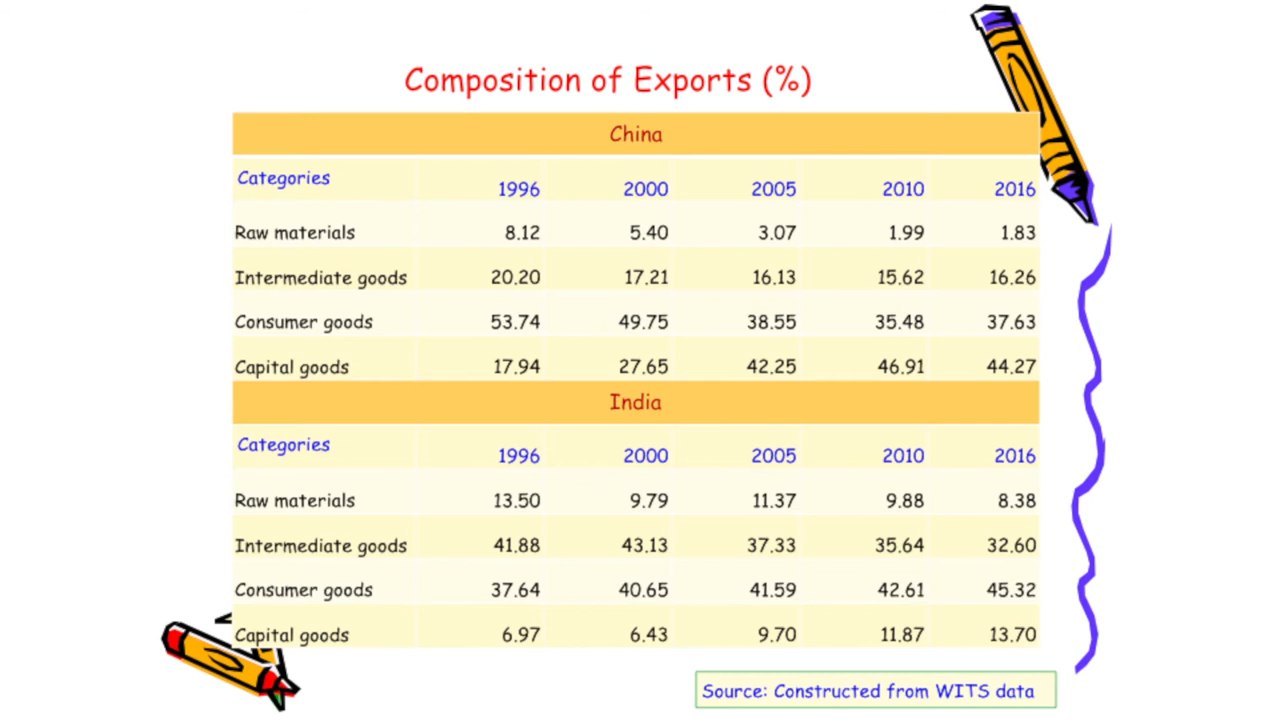 Composition of Exports (%)
China
Categories 1996 2000 2005 2010 2016
Raw materials 8.12 5.40 3.07 1.99 1.83
Intermediate goods 20.20 17.21 16.13 15.62 16.26
Consumer goods 53.74 49.75 38.55 35.48 37.63
Capital goods 17.94 27.65 42.25 46.91 44.27
India
Categories 1996 2000 2005 2010 2016
Raw materials 13.50 9.79 11.37 9.88 8.38
Intermediate goods 41.88 43.13 37.33 35.64 32.60
Consumer goods 37.64 40.65 41.59 42.61 45.32
Capital goods 6.97 6.43 9.70 11.87 13.70
Source: Constructed from WITS data